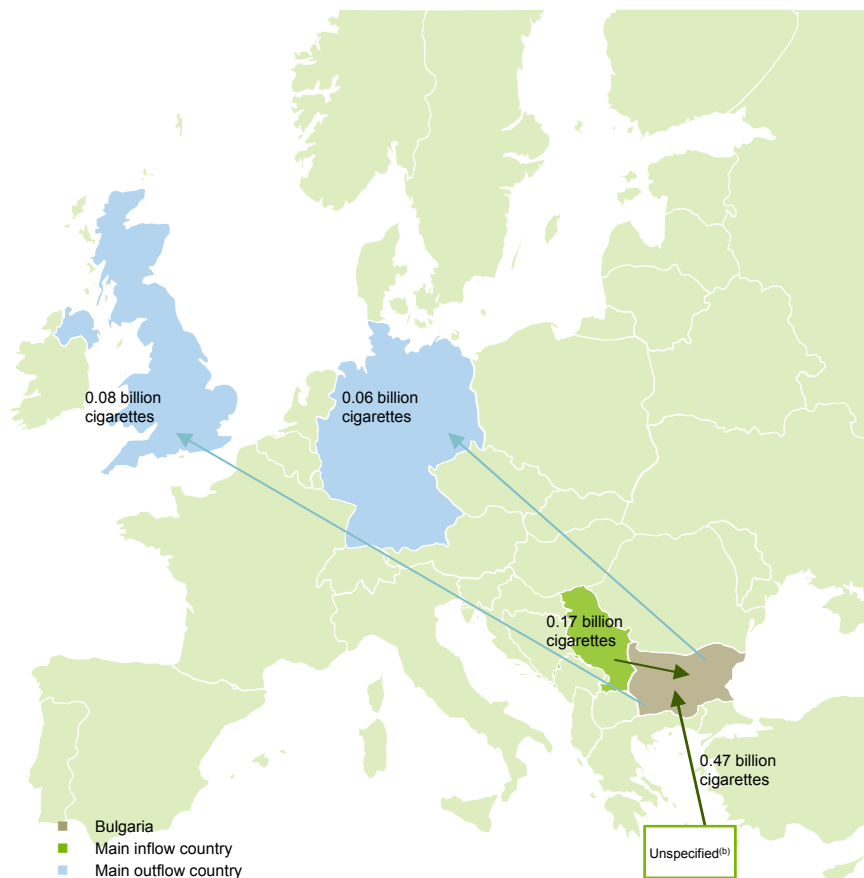 0.08 billion
cigarettes
0.06 billion
cigarettes
0.17 billion
cigarettes
0.47 billion
cigarettes
Bulgaria
Main inflow country
Main outflow country
Unspecified(b)